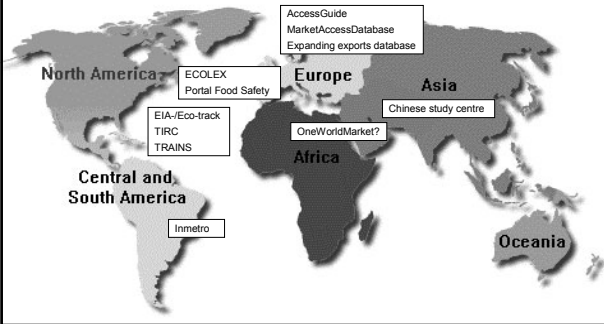 AccessGuide
MarketAccessDatabase
Expanding exports database
North America
ECOLEX
Portal Food Safety
Europe
Asia
Chinese study centre
EIA-/Eco-track
TIRC
TRAINS
OneWorldMarket?
Africa
Central and
South America
Inmetro
Oceania